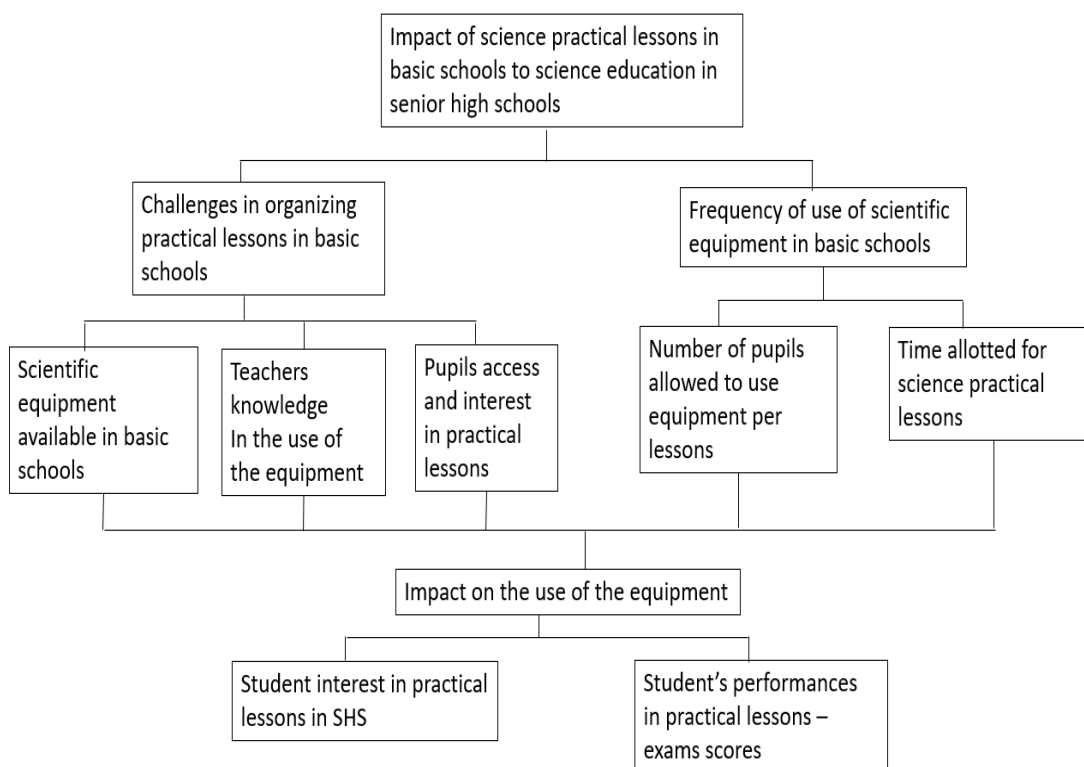 Impact of science practical lessons in
basic schools to science education in
senior high schools
Challenges in organizing
practical lessons in basic
schools
Frequency of use of scientific
equipment in basic schools
Scientific
equipment
available in basic
schools
Teachers
knowledge
In the use of
the equipment
Pupils access
and interest
in practical
lessons
Number of pupils
allowed to use
equipment per
lessons
Time allotted for
science practical
lessons
Impact on the use of the equipment
Student interest in practical
lessons in SHS
Student’s performances
in practical lessons –
exams scores